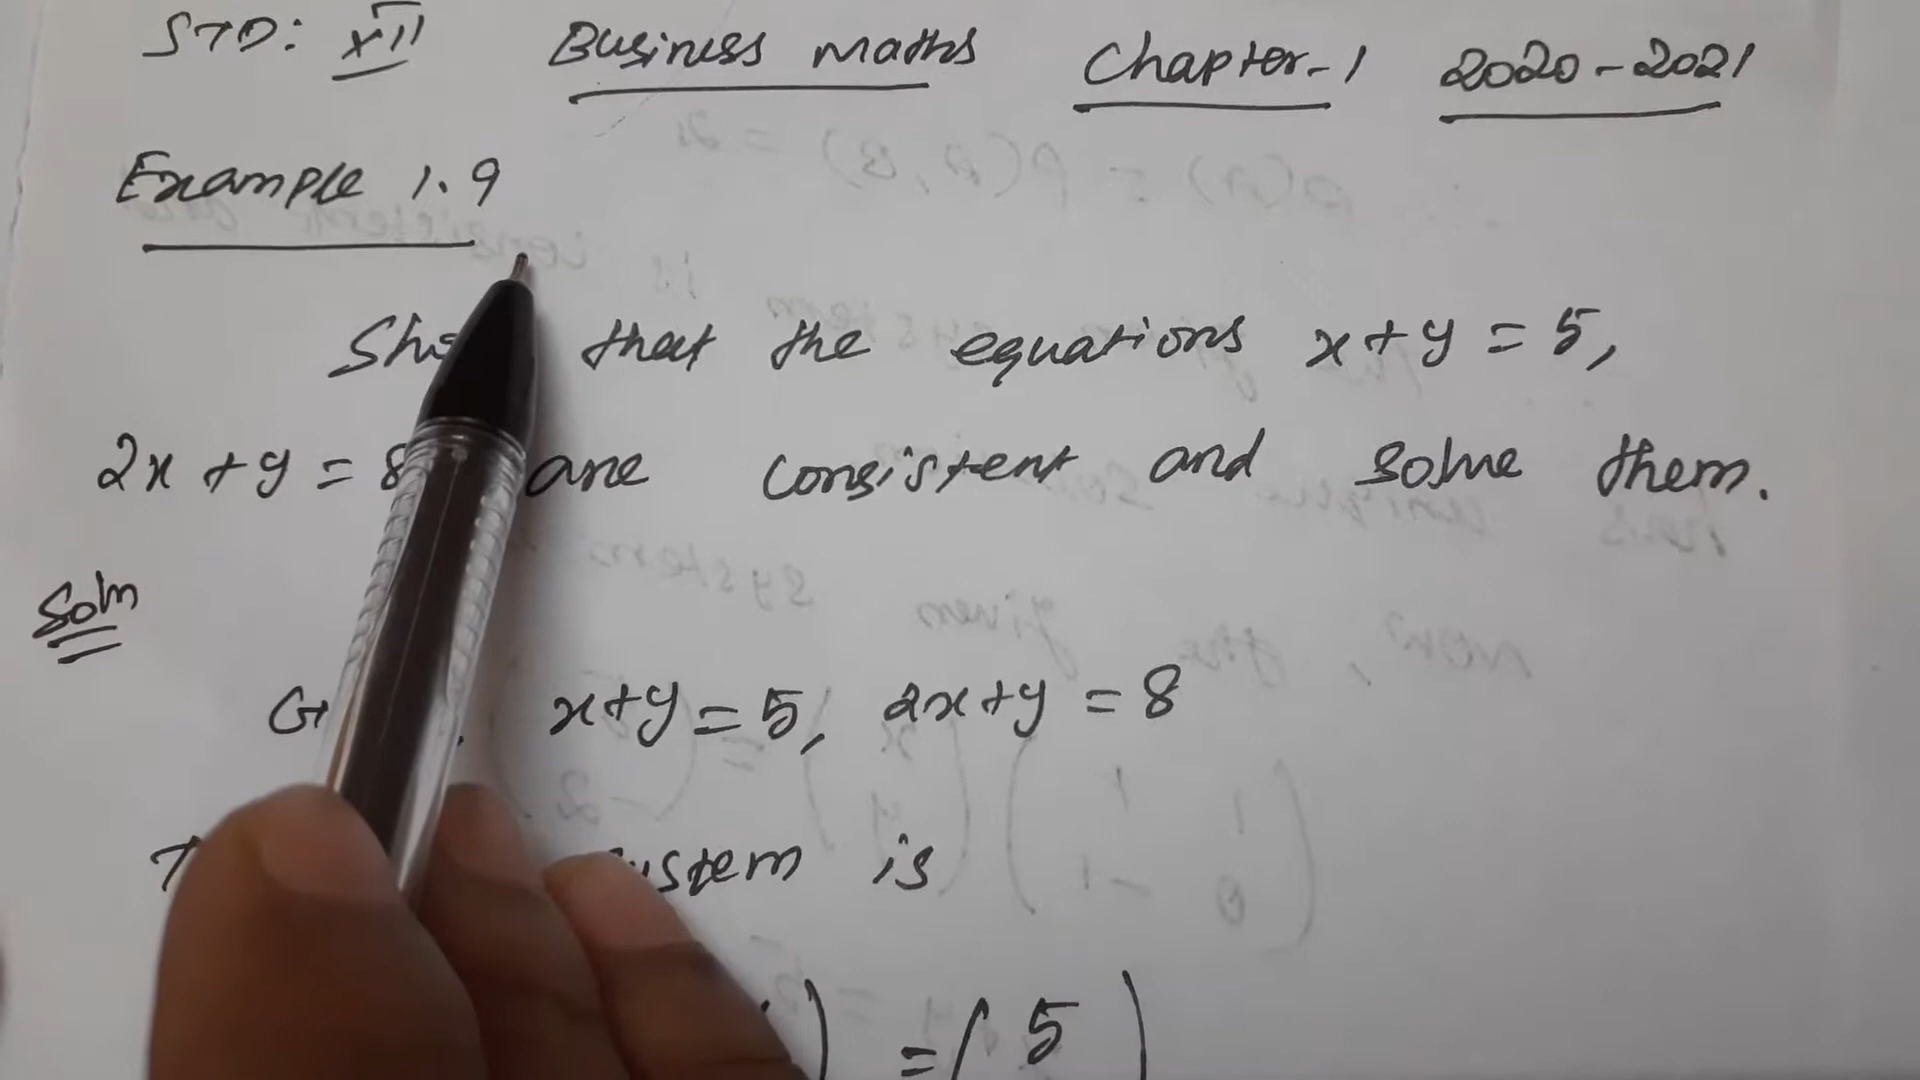 STD: XII Business Maths Chapter-1 2020-2021
Example 1.9
that the equations x+y=5,
2x+y=8 are consistent and solve them.
Soln
x+y=5, 2x+y=8
is
=( 5 )